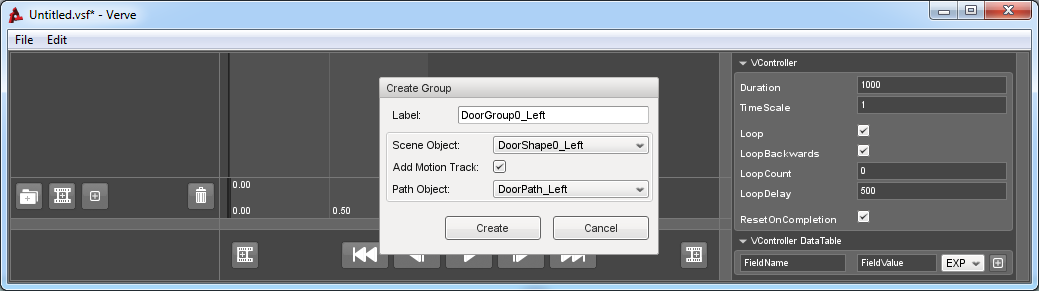 Untitled.vsf* - Verve
File Edit
VController
Duration 1000
TimeScale 1
Loop
LoopBackwards
LoopCount 0
LoopDelay 500
ResetOnCompletion
VController DataTable
FieldName FieldValue EXP
Create Group
Label: DoorGroup0_Left
Scene Object: DoorShape0_Left
Add Motion Track:
Path Object: DoorPath_Left
Create Cancel
0.00
0.00 0.50